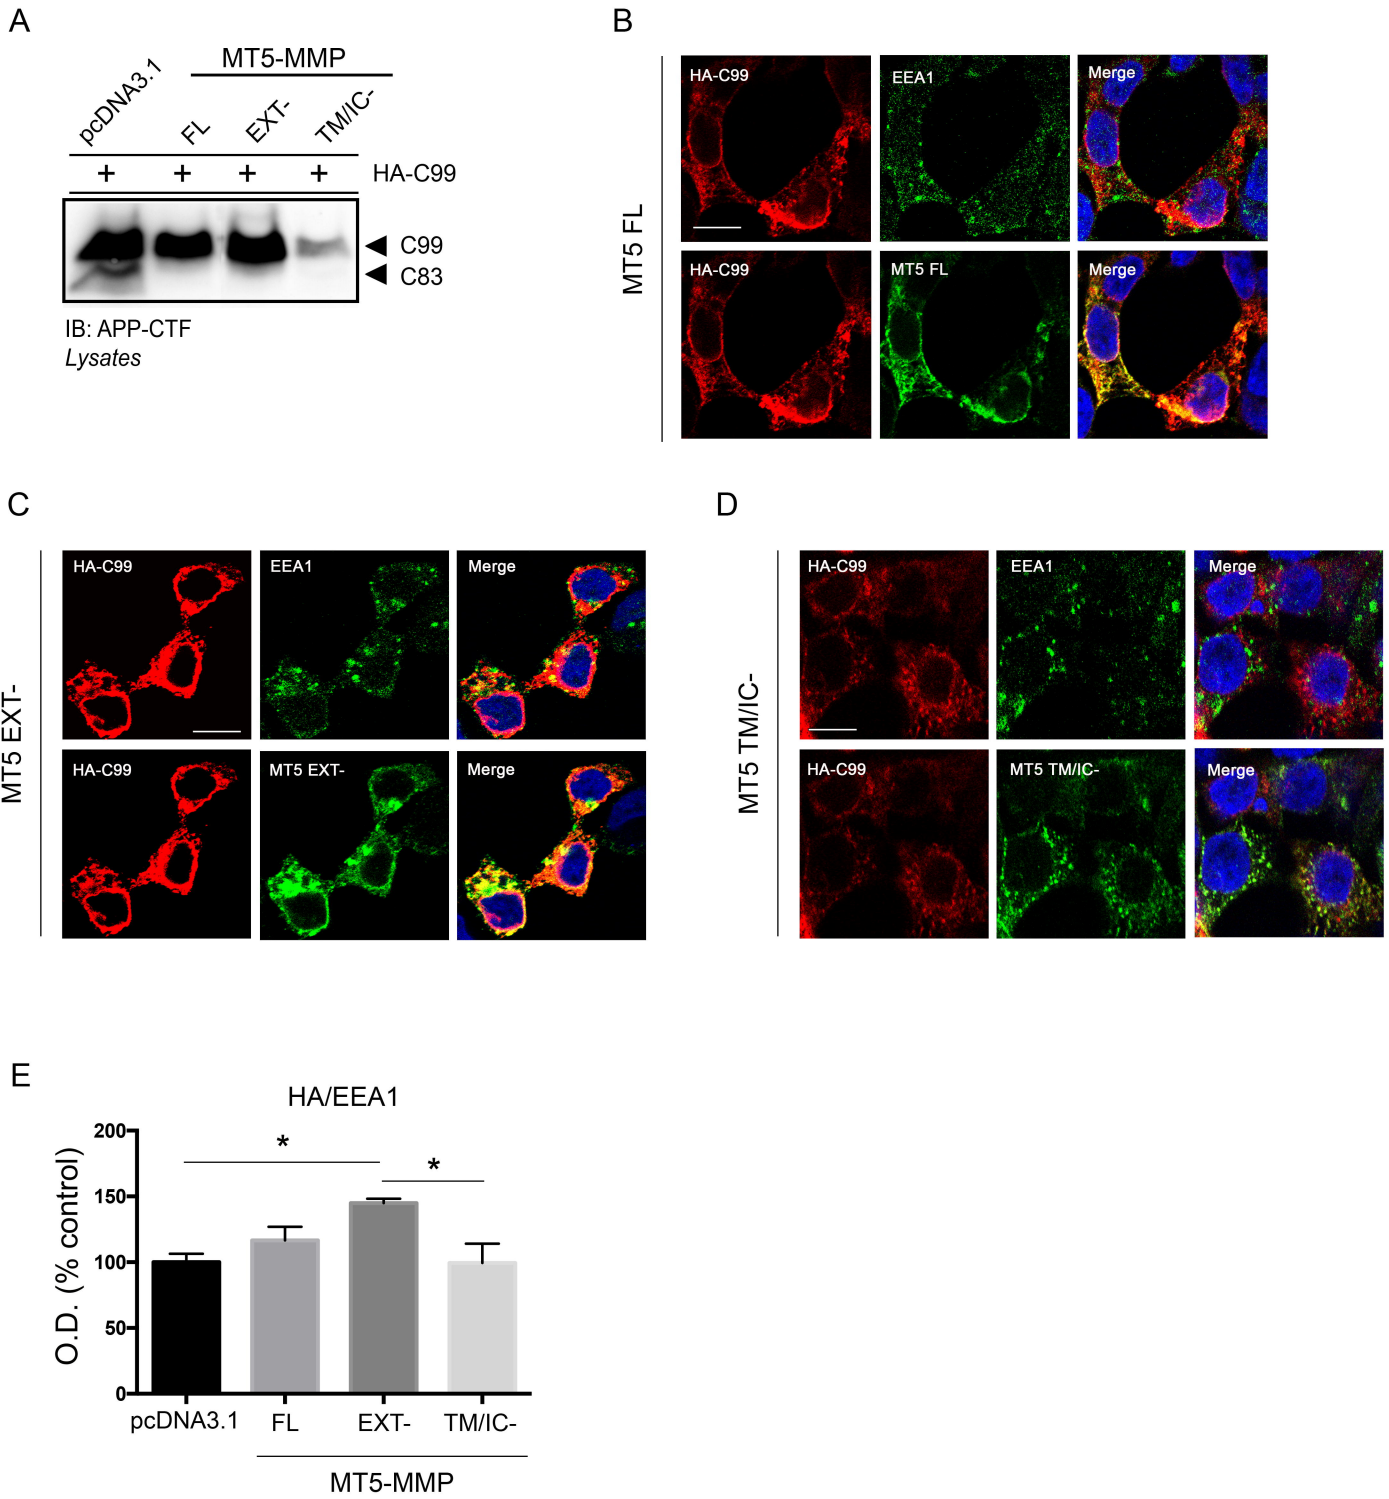 A
MT5-MMP
pcDNA3.1
FL
EXT-
TM/IC-
+ + + + HA-C99
C99
C83
IB: APP-CTF
Lysates
B
MT5 FL
HA-C99
EEA1
Merge
HA-C99
MT5 FL
Merge
C
MT5 EXT-
HA-C99
EEA1
Merge
HA-C99
MT5 EXT-
Merge
D
MT5 TM/IC-
HA-C99
EEA1
Merge
HA-C99
MT5 TM/IC-
Merge
E
HA/EEA1
O.D. (% control)
200
150
100
50
0
*
*
pcDNA3.1
FL
EXT-
TM/IC-
MT5-MMP